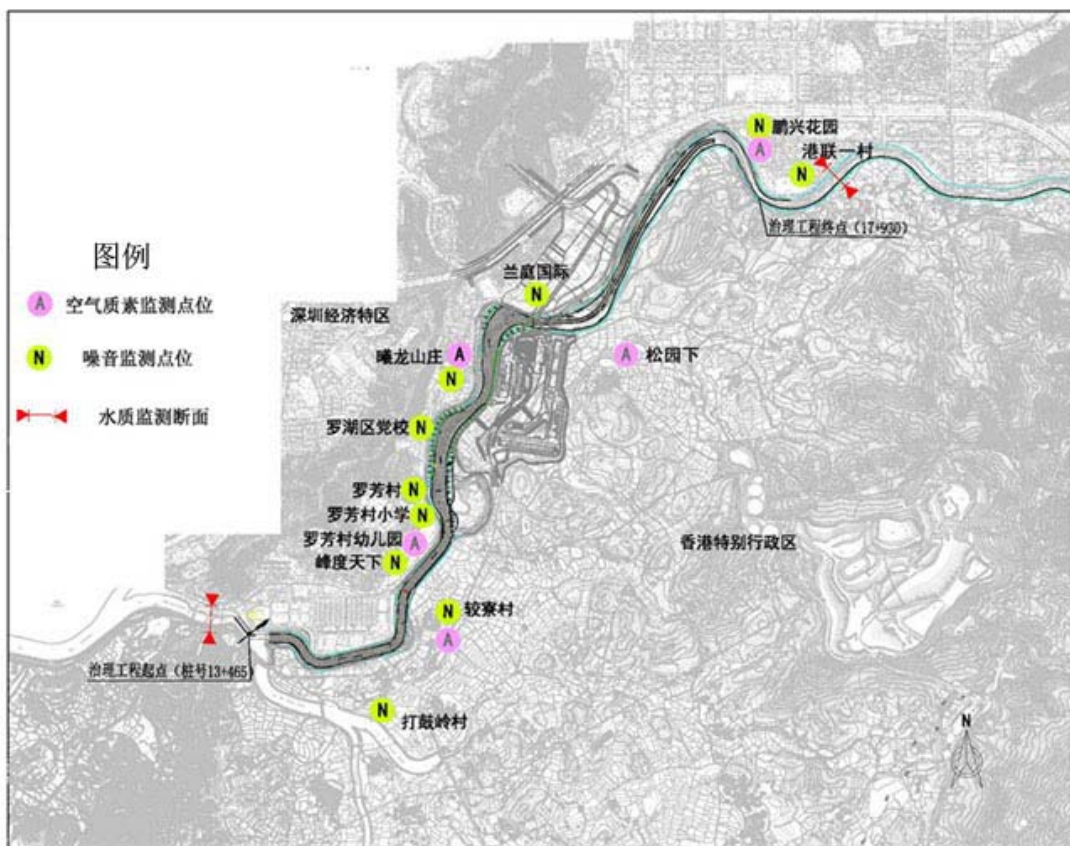 N
鹏兴花园
A
港联一村
N
治理工程终点（17+930）
图例
A 空气质素监测点位
N 噪音监测点位
水质监测断面
兰庭国际
N
深圳经济特区
曦龙山庄 A
N
A 松园下
罗湖区党校 N
罗芳村 N
罗芳村小学 N
罗芳村幼儿园 A
峰度天下 N
香港特别行政区
N 较寮村
A
治理工程起点（桩号13+465）
N
打鼓岭村
N